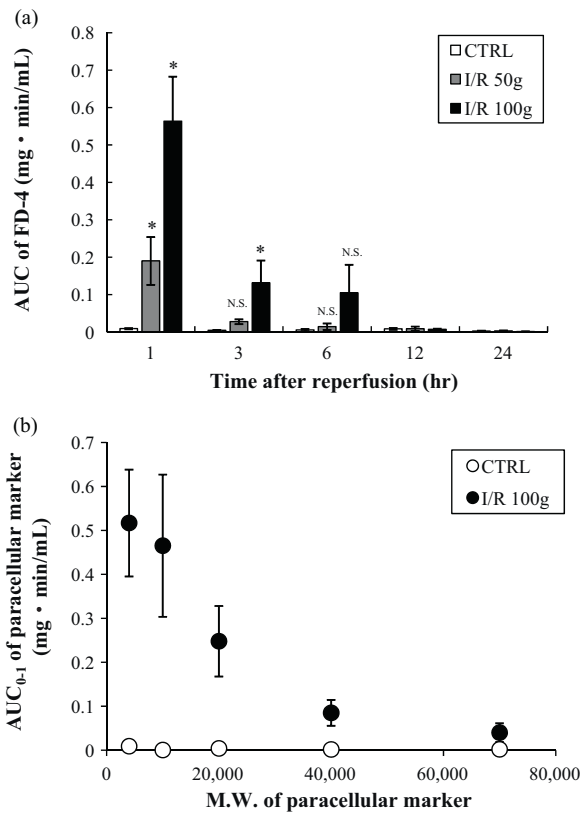 (a)
0.8
0.7
0.6
0.5
0.4
0.3
0.2
0.1
0
AUC of FD-4 (mg・min/mL)
CTRL
I/R 50g
I/R 100g
*
*
N.S.
*
N.S.
N.S.
1 3 6 12 24
Time after reperfusion (hr)
(b)
0.7
0.6
0.5
0.4
0.3
0.2
0.1
0
AUC0-1 of paracellular marker
(mg・min/mL)
CTRL
I/R 100g
0 20,000 40,000 60,000 80,000
M.W. of paracellular marker